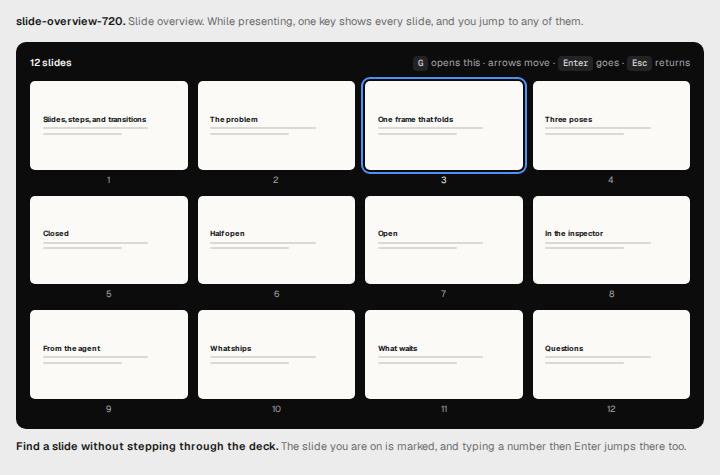 slide-overview-720. Slide overview. While presenting, one key shows every slide, and you jump to any of them.
12 slides
G opens this · arrows move · Enter goes · Esc returns
Slides, steps, and transitions
The problem
One frame that folds
Three poses
1
2
3
4
Closed
Half open
Open
In the inspector
5
6
7
8
From the agent
What ships
What waits
Questions
9
10
11
12
Find a slide without stepping through the deck. The slide you are on is marked, and typing a number then Enter jumps there too.